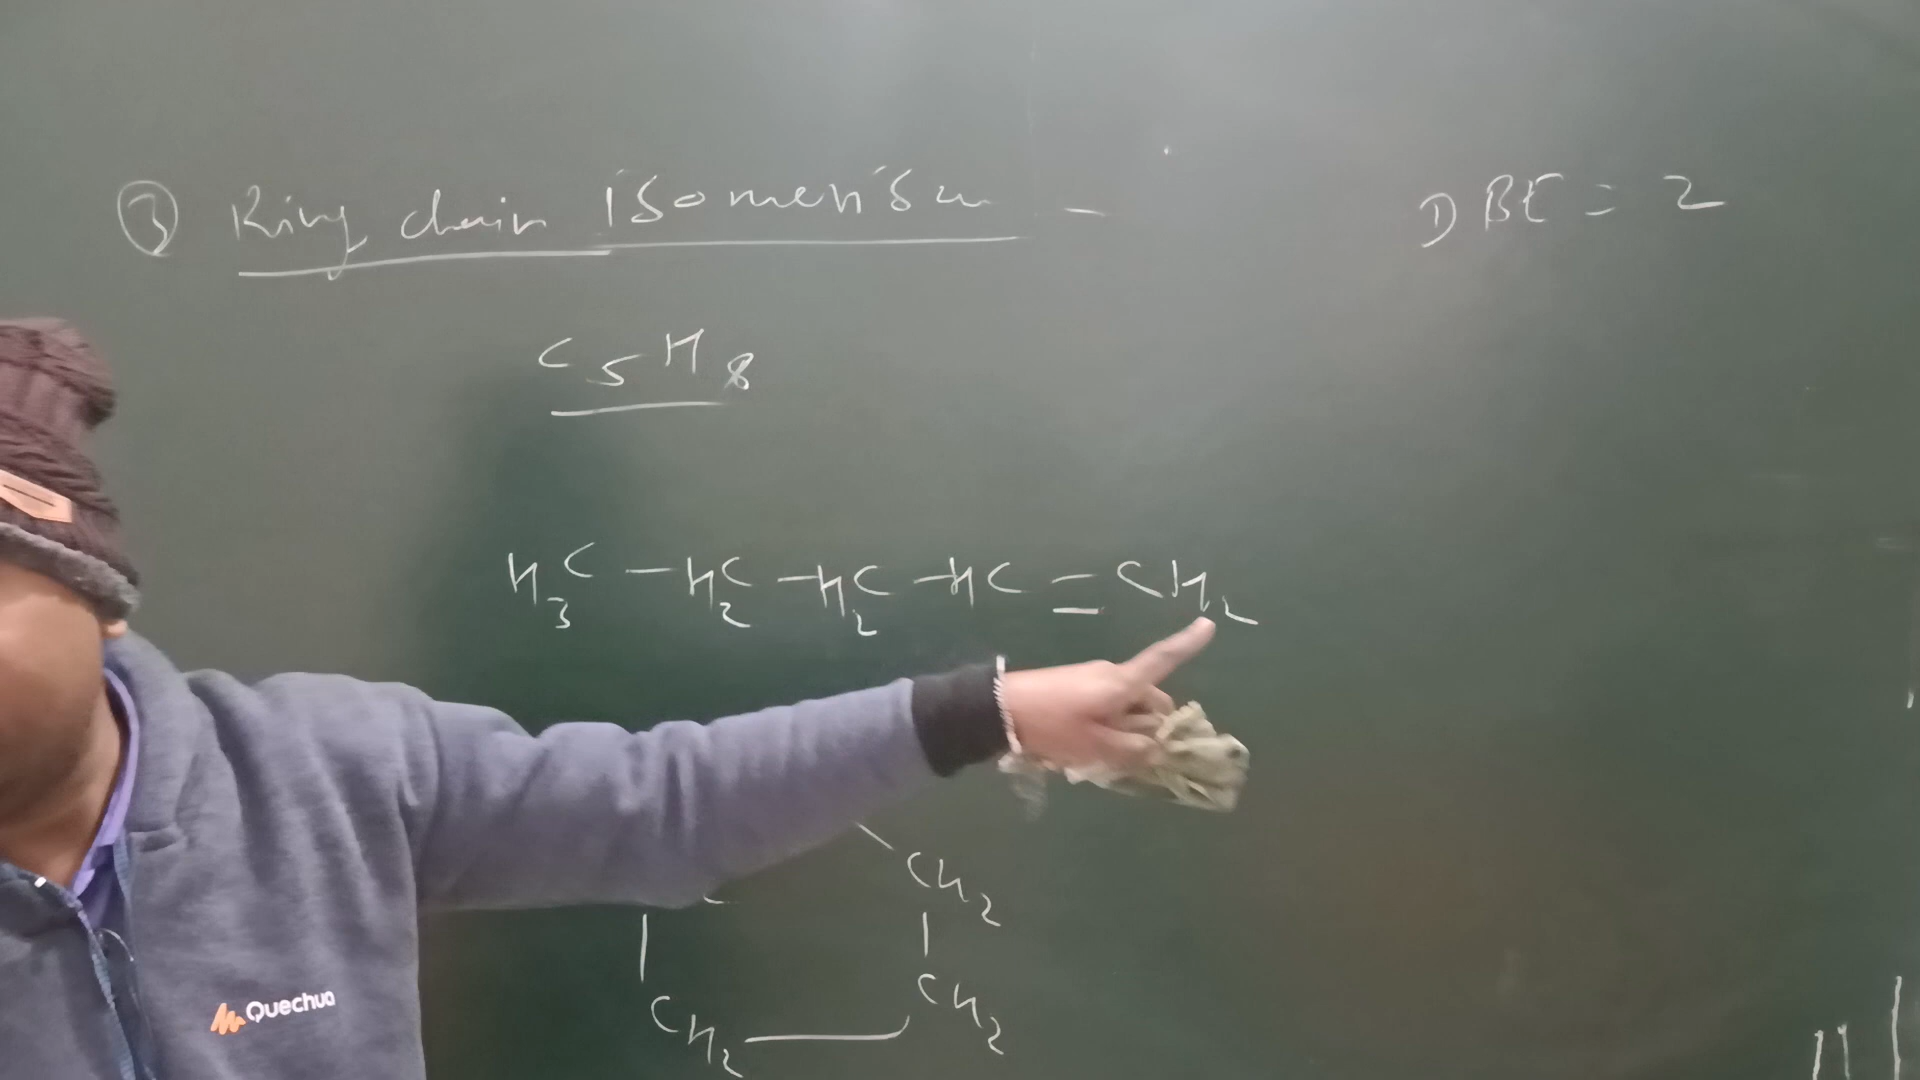 ③ Ring chain isomerism - DBE = 2
C₅H₈
H₃C - H₂C - H₂C - HC = CH₂
CH₂
CH₂ CH₂
Quechua